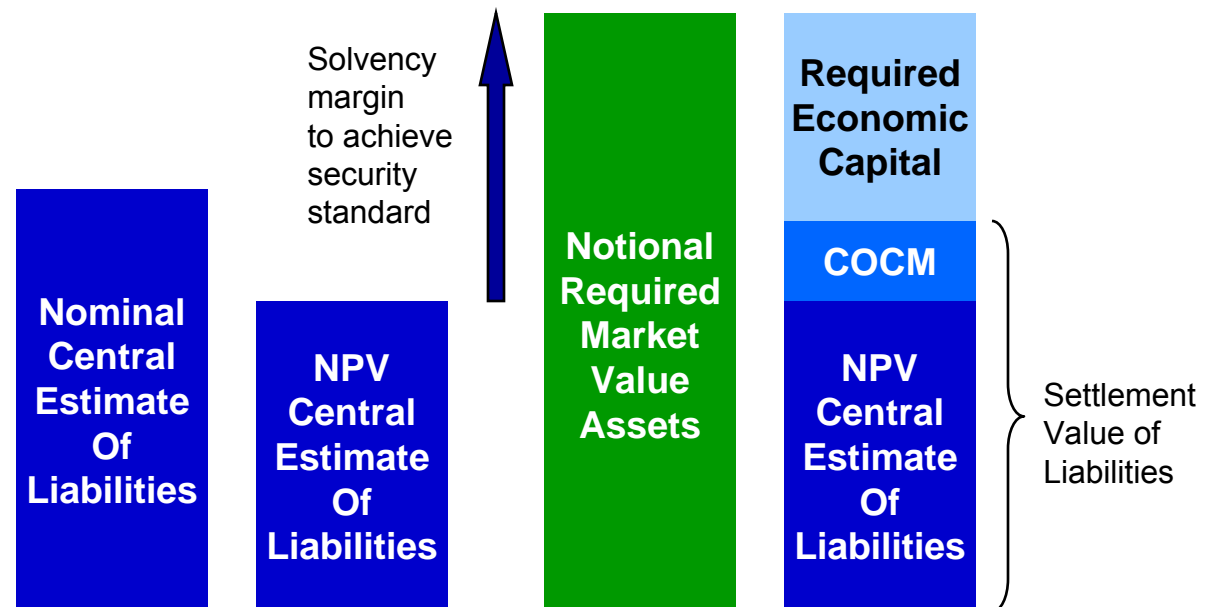 Nominal
Central
Estimate
Of
Liabilities
NPV
Central
Estimate
Of
Liabilities
Solvency
margin
to achieve
security
standard
Notional
Required
Market
Value
Assets
Required
Economic
Capital
COCM
NPV
Central
Estimate
Of
Liabilities
Settlement
Value of
Liabilities